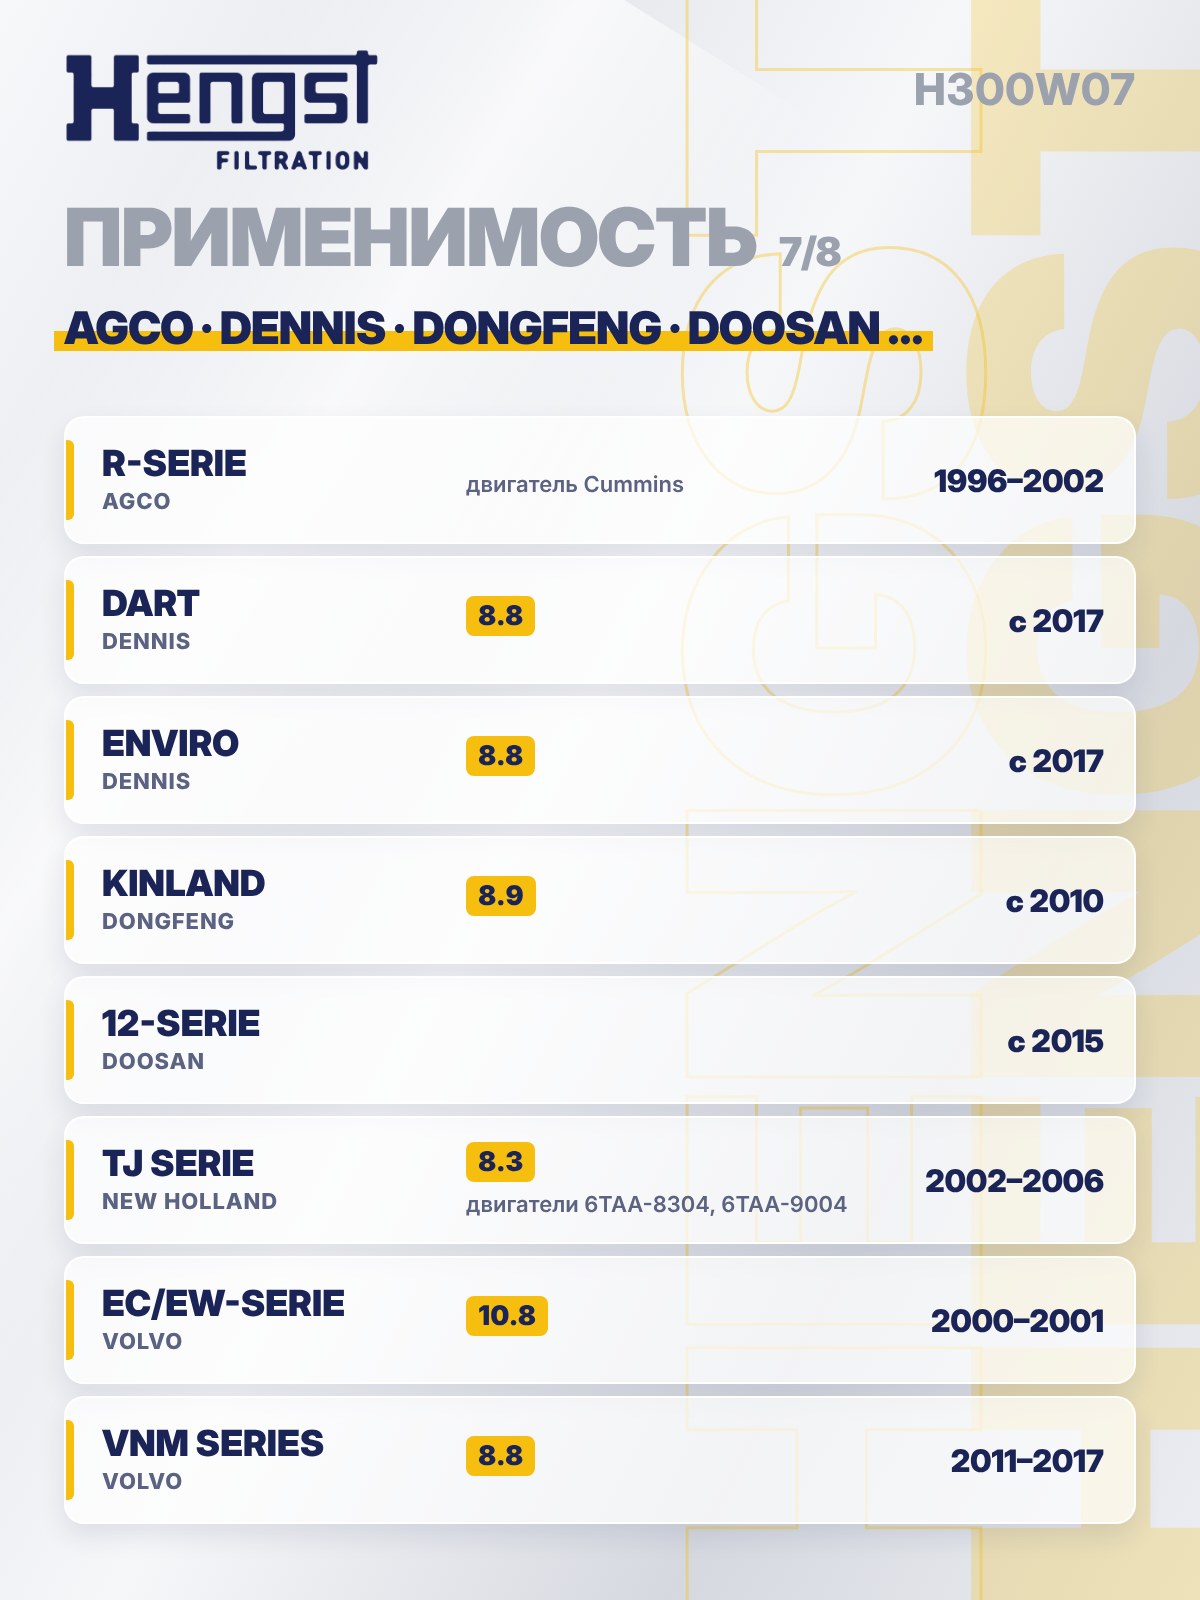 Hengst
FILTRATION
H300W07
ПРИМЕНИМОСТЬ 7/8
AGCO · DENNIS · DONGFENG · DOOSAN ...
R-SERIE
AGCO
двигатель Cummins
1996–2002
DART
DENNIS
8.8
с 2017
ENVIRO
DENNIS
8.8
с 2017
KINLAND
DONGFENG
8.9
с 2010
12-SERIE
DOOSAN
с 2015
TJ SERIE
NEW HOLLAND
8.3
двигатели 6TAA-8304, 6TAA-9004
2002–2006
EC/EW-SERIE
VOLVO
10.8
2000–2001
VNM SERIES
VOLVO
8.8
2011–2017
HENGST
HENGST